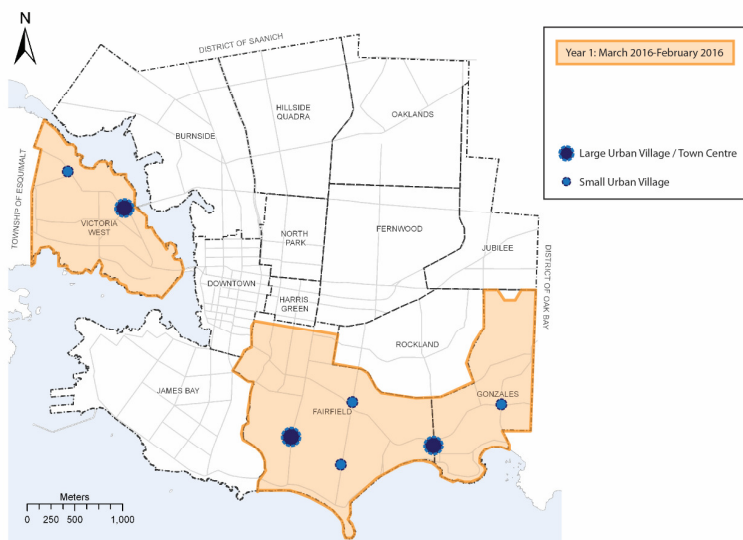 N
DISTRICT OF SAANICH
Year 1: March 2016-February 2016
HILLSIDE
QUADRA
OAKLANDS
BURNSIDE
Large Urban Village / Town Centre
Small Urban Village
TOWNSHIP OF ESQUIMALT
VICTORIA
WEST
NORTH
PARK
FERNWOOD
JUBILEE
DISTRICT OF OAK BAY
DOWNTOWN
HARRIS
GREEN
ROCKLAND
JAMES BAY
FAIRFIELD
GONZALES
Meters
0 250 500 1,000